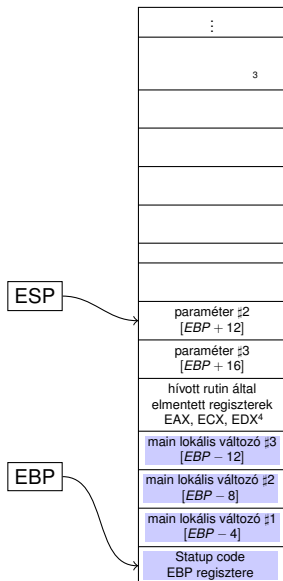 ⋮
3
ESP
paraméter ♯2
[EBP + 12]
paraméter ♯3
[EBP + 16]
hívott rutin által
elmentett regiszterek
EAX, ECX, EDX⁴
main lokális változó ♯3
[EBP − 12]
EBP
main lokális változó ♯2
[EBP − 8]
main lokális változó ♯1
[EBP − 4]
Statup code
EBP regisztere